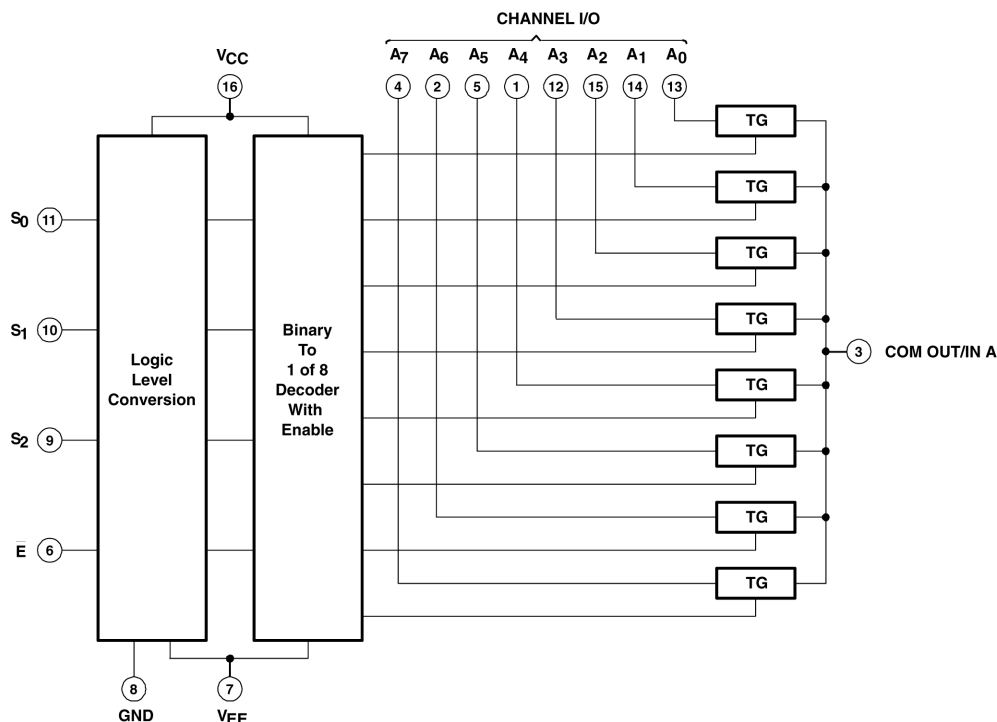 CHANNEL I/O
VCC
A7 A6 A5 A4 A3 A2 A1 A0
16
4 2 5 1 12 15 14 13
TG
TG
S0 11
TG
S1 10
TG
Binary
To
1 of 8
Decoder
With
Enable
Logic
Level
Conversion
3 COM OUT/IN A
TG
S2 9
TG
TG
E̅ 6
TG
8
7
GND
VEE